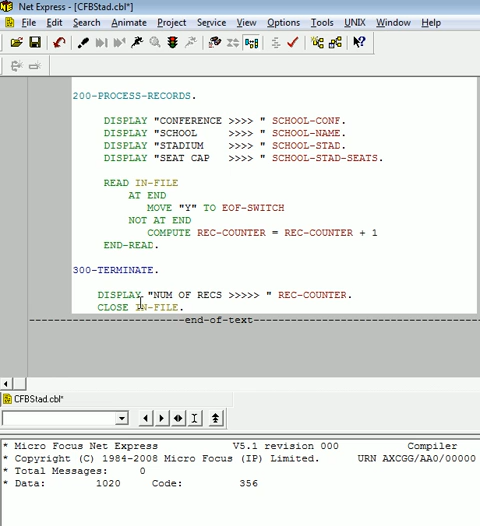 Net Express - [CFBStad.cbl*]
File Edit Search Animate Project Service View Options Tools UNIX Window Help
200-PROCESS-RECORDS.
DISPLAY "CONFERENCE >>>> " SCHOOL-CONF.
DISPLAY "SCHOOL     >>>> " SCHOOL-NAME.
DISPLAY "STADIUM    >>>> " SCHOOL-STAD.
DISPLAY "SEAT CAP   >>>> " SCHOOL-STAD-SEATS.
READ IN-FILE
AT END
MOVE "Y" TO EOF-SWITCH
NOT AT END
COMPUTE REC-COUNTER = REC-COUNTER + 1
END-READ.
300-TERMINATE.
DISPLAY "NUM OF RECS >>>>> " REC-COUNTER.
CLOSE IN-FILE.
end-of-text
CFBStad.cbl*
* Micro Focus Net Express V5.1 revision 000 Compiler
* Copyright (C) 1984-2008 Micro Focus (IP) Limited. URN AXCGG/AA0/00000
* Total Messages: 0
* Data: 1020 Code: 356